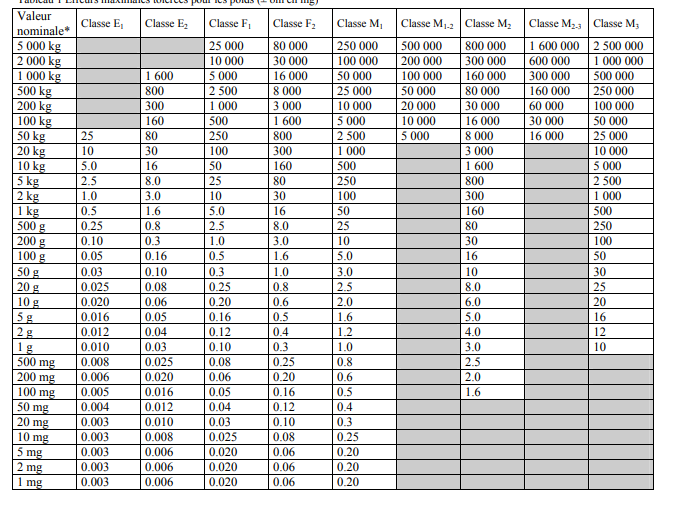 Tableau 1 Erreurs maximales tolérées pour les poids (± δm en mg)
Valeur nominale* Classe E1 Classe E2 Classe F1 Classe F2 Classe M1 Classe M1-2 Classe M2 Classe M2-3 Classe M3
5 000 kg 25 000 80 000 250 000 500 000 800 000 1 600 000 2 500 000
2 000 kg 10 000 30 000 100 000 200 000 300 000 600 000 1 000 000
1 000 kg 1 600 5 000 16 000 50 000 100 000 160 000 300 000 500 000
500 kg 800 2 500 8 000 25 000 50 000 80 000 160 000 250 000
200 kg 300 1 000 3 000 10 000 20 000 30 000 60 000 100 000
100 kg 160 500 1 600 5 000 10 000 16 000 30 000 50 000
50 kg 25 80 250 800 2 500 5 000 8 000 16 000 25 000
20 kg 10 30 100 300 1 000 3 000 10 000
10 kg 5.0 16 50 160 500 1 600 5 000
5 kg 2.5 8.0 25 80 250 800 2 500
2 kg 1.0 3.0 10 30 100 300 1 000
1 kg 0.5 1.6 5.0 16 50 160 500
500 g 0.25 0.8 2.5 8.0 25 80 250
200 g 0.10 0.3 1.0 3.0 10 30 100
100 g 0.05 0.16 0.5 1.6 5.0 16 50
50 g 0.03 0.10 0.3 1.0 3.0 10 30
20 g 0.025 0.08 0.25 0.8 2.5 8.0 25
10 g 0.020 0.06 0.20 0.6 2.0 6.0 20
5 g 0.016 0.05 0.16 0.5 1.6 5.0 16
2 g 0.012 0.04 0.12 0.4 1.2 4.0 12
1 g 0.010 0.03 0.10 0.3 1.0 3.0 10
500 mg 0.008 0.025 0.08 0.25 0.8 2.5
200 mg 0.006 0.020 0.06 0.20 0.6 2.0
100 mg 0.005 0.016 0.05 0.16 0.5 1.6
50 mg 0.004 0.012 0.04 0.12 0.4
20 mg 0.003 0.010 0.03 0.10 0.3
10 mg 0.003 0.008 0.025 0.08 0.25
5 mg 0.003 0.006 0.020 0.06 0.20
2 mg 0.003 0.006 0.020 0.06 0.20
1 mg 0.003 0.006 0.020 0.06 0.20